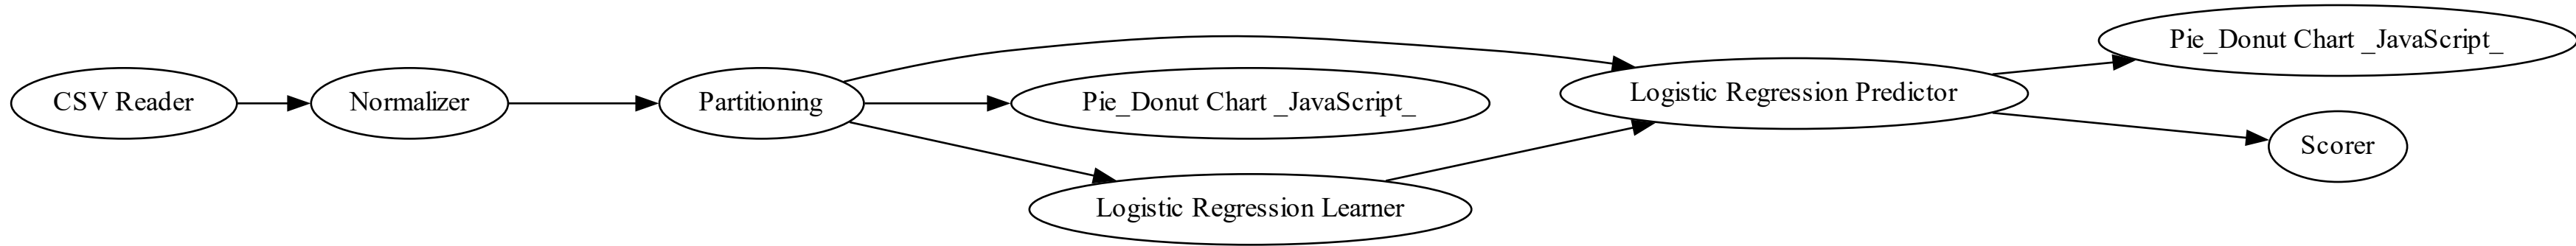 CSV Reader
Normalizer
Partitioning
Pie_Donut Chart _JavaScript_
Logistic Regression Learner
Logistic Regression Predictor
Pie_Donut Chart _JavaScript_
Scorer